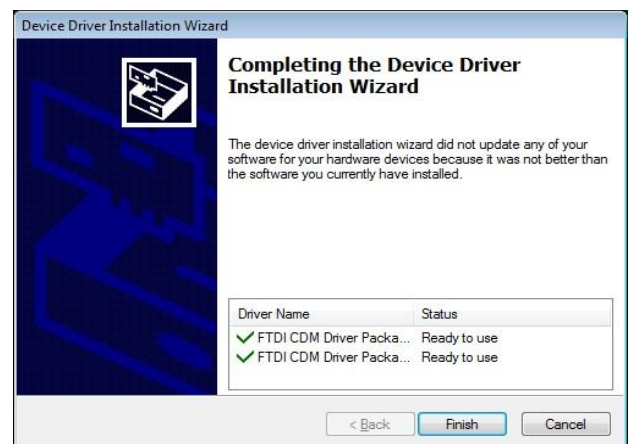 Device Driver Installation Wizard
Completing the Device Driver
Installation Wizard
The device driver installation wizard did not update any of your
software for your hardware devices because it was not better than
the software you currently have installed.
Driver Name Status
FTDI CDM Driver Packa... Ready to use
FTDI CDM Driver Packa... Ready to use
< Back Finish Cancel